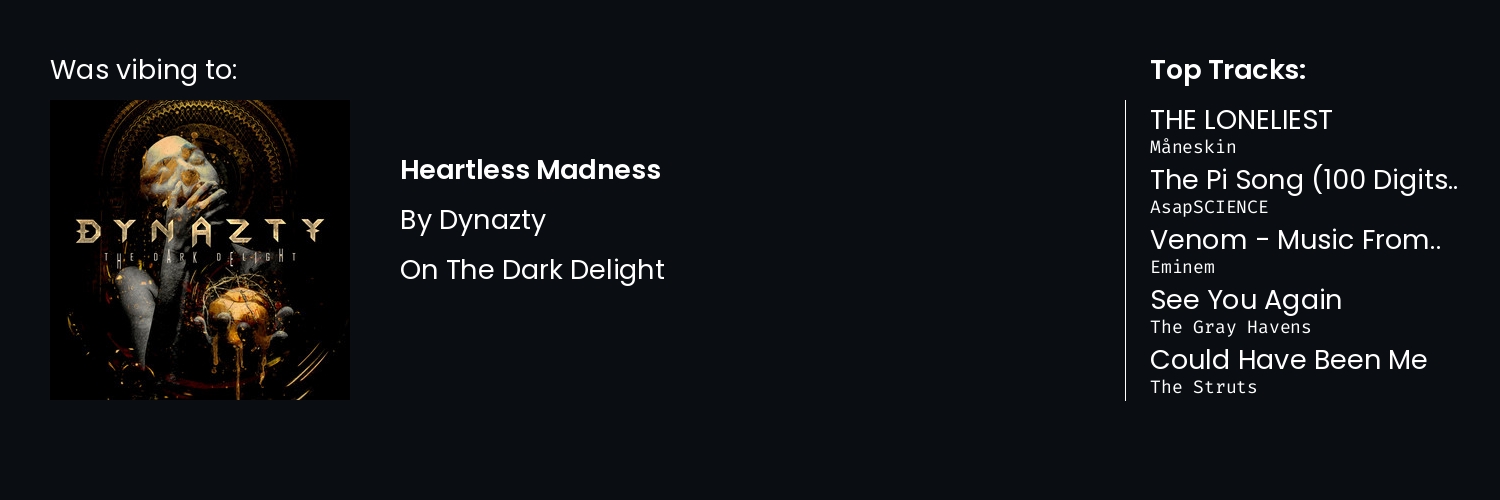 Was vibing to:
DYNAZTY
THE DARK DELIGHT
Heartless Madness
By Dynazty
On The Dark Delight
Top Tracks:
THE LONELIEST
Måneskin
The Pi Song (100 Digits..
AsapSCIENCE
Venom - Music From..
Eminem
See You Again
The Gray Havens
Could Have Been Me
The Struts